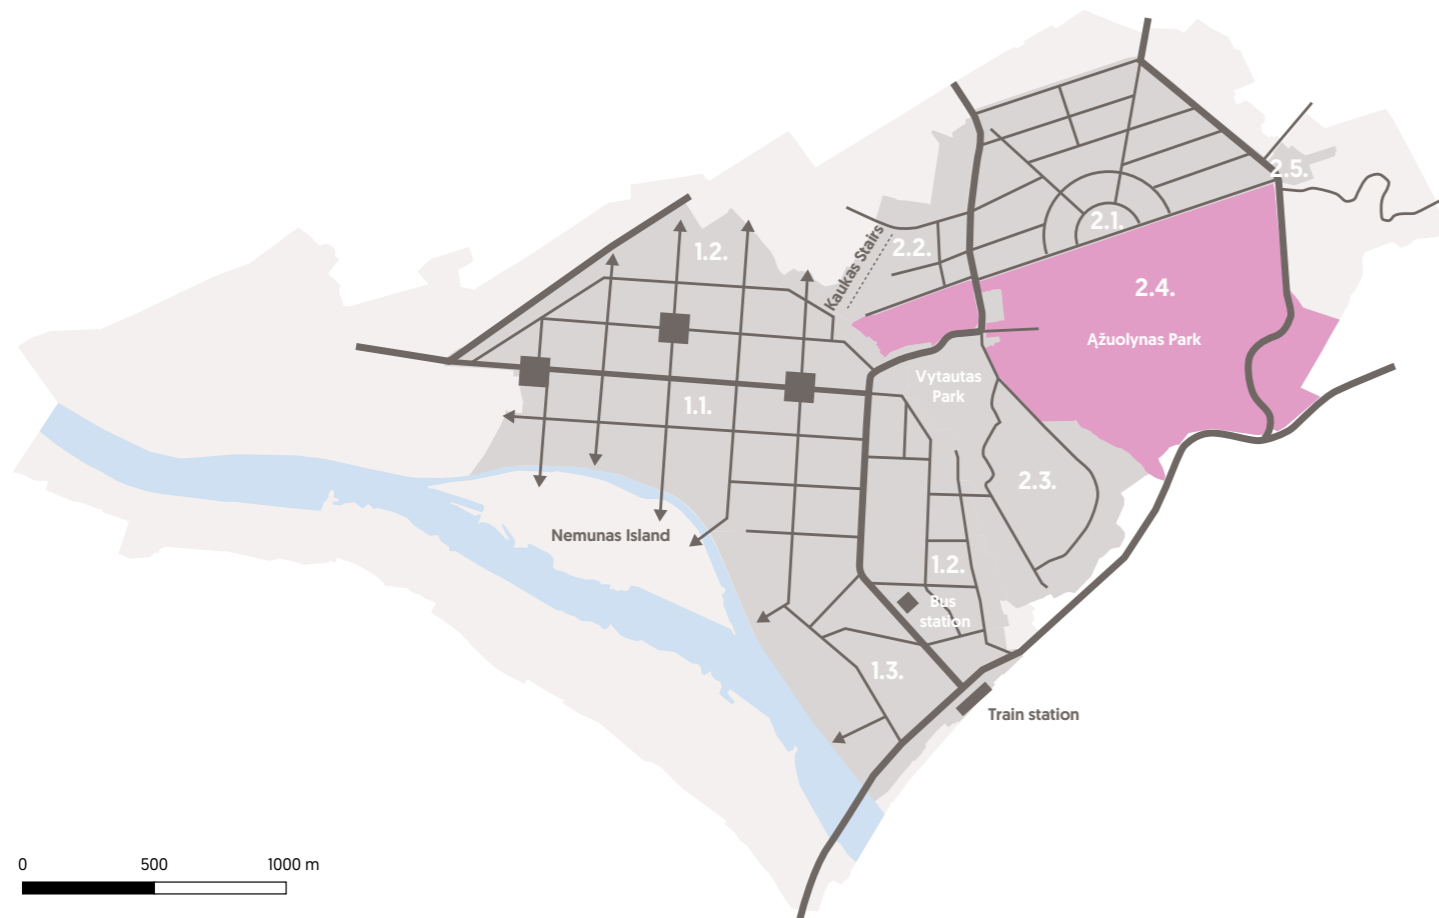 2.5.
2.1.
Kaukas Stairs
2.2.
1.2.
2.4.
Ąžuolynas Park
Vytautas
Park
1.1.
2.3.
Nemunas Island
1.2.
Bus
station
1.3.
Train station
0
500
1000 m